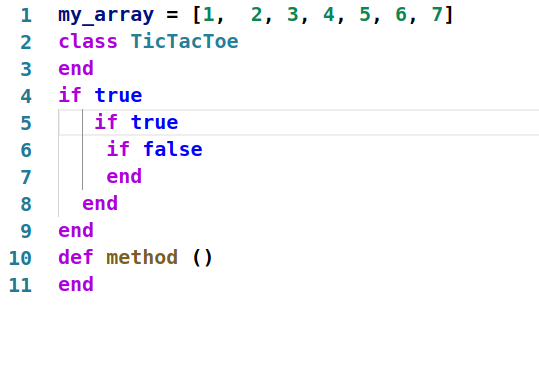 1 my_array = [1,  2, 3, 4, 5, 6, 7]
2 class TicTacToe
3 end
4 if true
5    if true
6     if false
7     end
8   end
9 end
10 def method ()
11 end